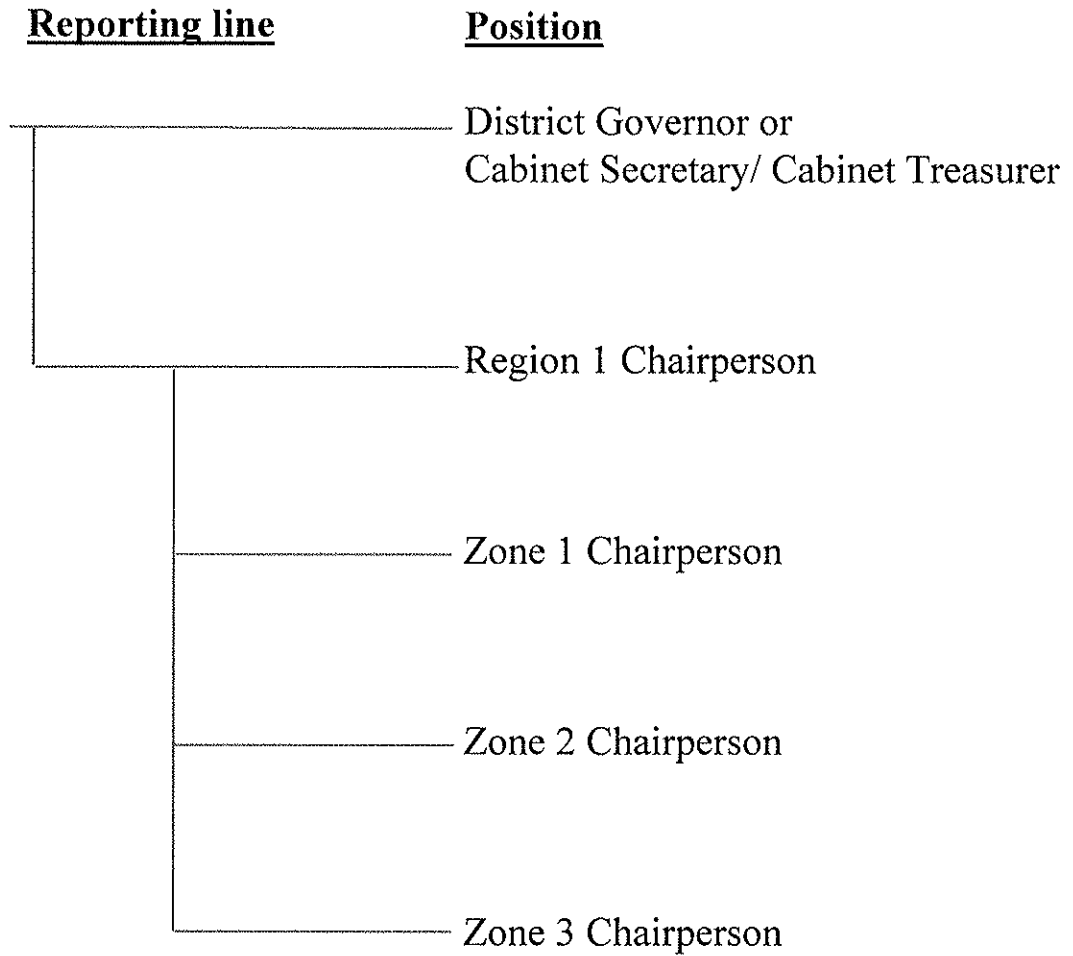 Reporting line Position
District Governor or
Cabinet Secretary/ Cabinet Treasurer
Region 1 Chairperson
Zone 1 Chairperson
Zone 2 Chairperson
Zone 3 Chairperson